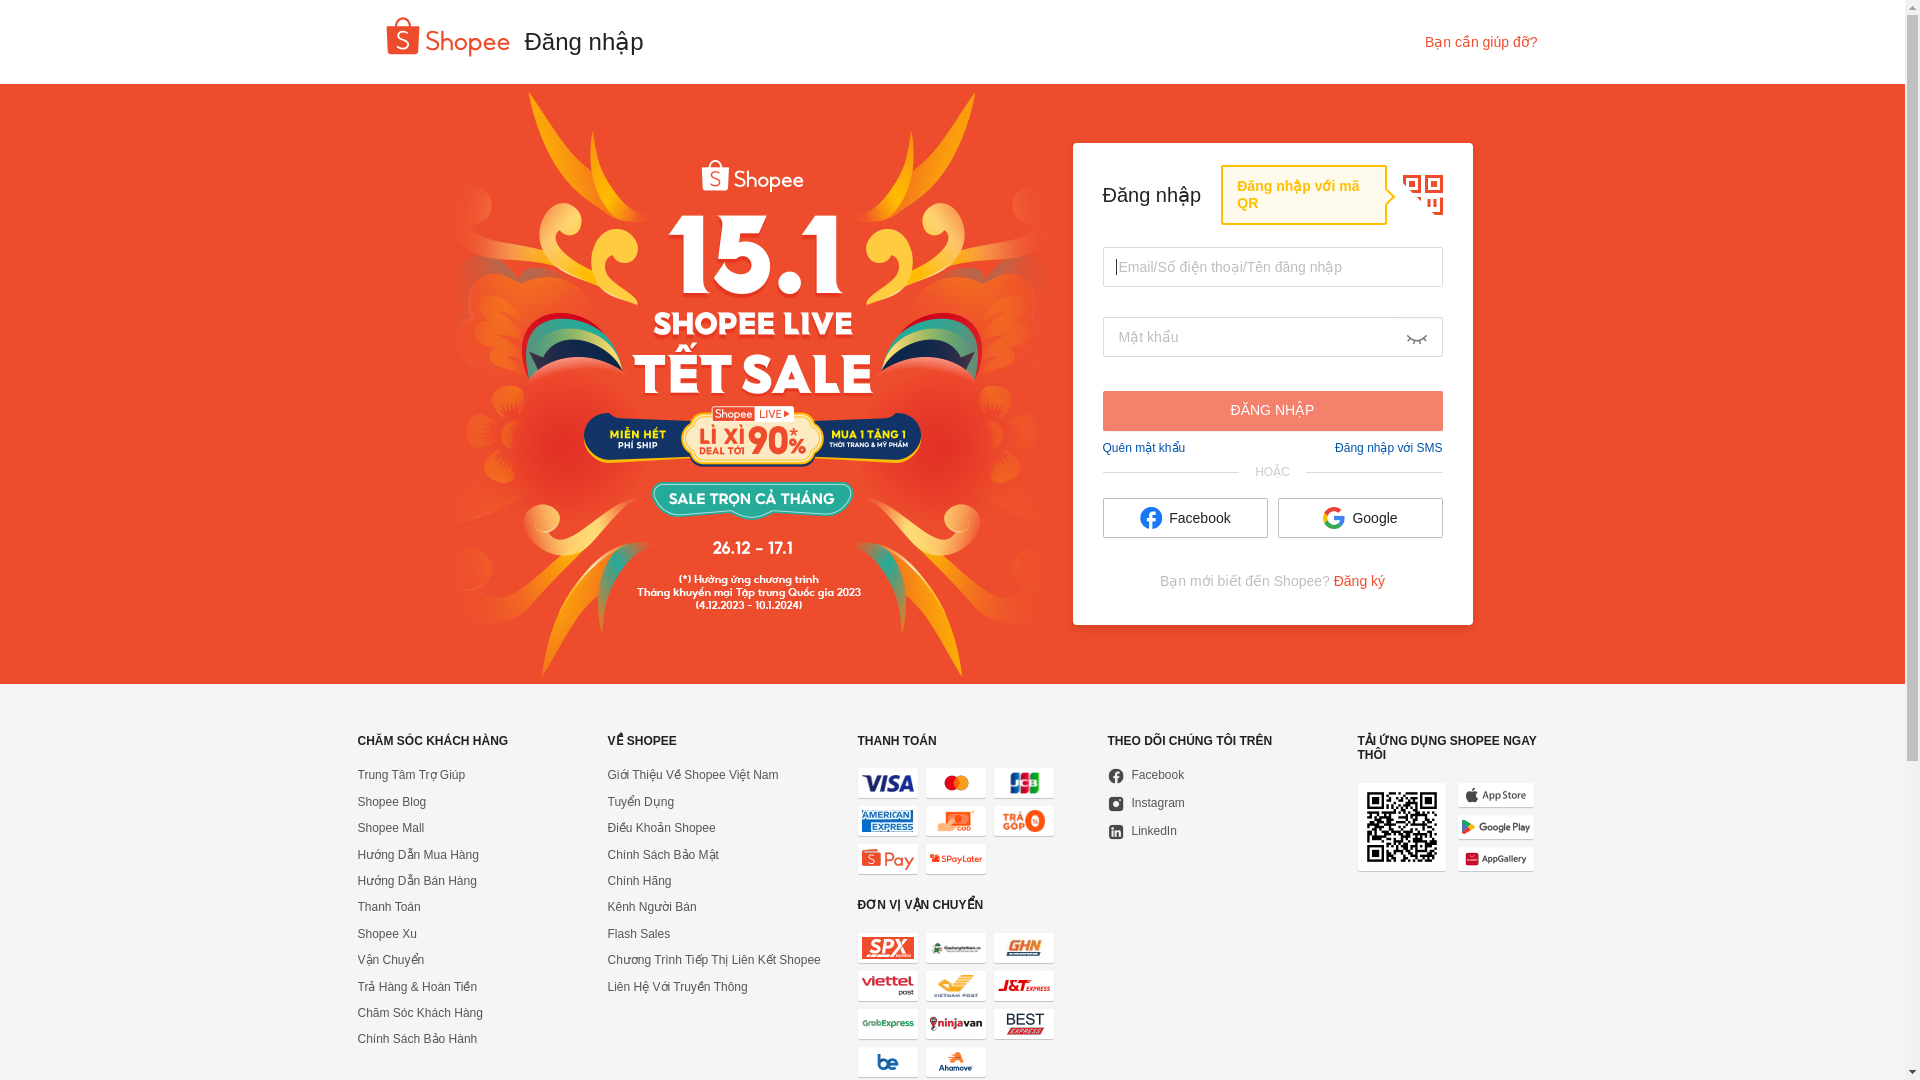 Shopee
Đăng nhập
Bạn cần giúp đỡ?
Shopee
15.1
SHOPEE LIVE
TẾT SALE
Shopee LIVE
MIỄN HẾT
PHÍ SHIP
LÌ XÌ 90%*
DEAL TỚI
MUA 1 TẶNG 1
THỜI TRANG & MỸ PHẨM
SALE TRỌN CẢ THÁNG
26.12 - 17.1
(*) Hưởng ứng chương trình
Tháng khuyến mại Tập trung Quốc gia 2023
(4.12.2023 - 10.1.2024)
Đăng nhập
Đăng nhập với mã
QR
Email/Số điện thoại/Tên đăng nhập
Mật khẩu
ĐĂNG NHẬP
Quên mật khẩu
Đăng nhập với SMS
HOẶC
Facebook
Google
Bạn mới biết đến Shopee? Đăng ký
CHĂM SÓC KHÁCH HÀNG
Trung Tâm Trợ Giúp
Shopee Blog
Shopee Mall
Hướng Dẫn Mua Hàng
Hướng Dẫn Bán Hàng
Thanh Toán
Shopee Xu
Vận Chuyển
Trả Hàng & Hoàn Tiền
Chăm Sóc Khách Hàng
Chính Sách Bảo Hành
VỀ SHOPEE
Giới Thiệu Về Shopee Việt Nam
Tuyển Dụng
Điều Khoản Shopee
Chính Sách Bảo Mật
Chính Hãng
Kênh Người Bán
Flash Sales
Chương Trình Tiếp Thị Liên Kết Shopee
Liên Hệ Với Truyền Thông
THANH TOÁN
VISA
JCB
AMERICAN EXPRESS
COD
TRẢ GÓP 0%
Pay
SPayLater
ĐƠN VỊ VẬN CHUYỂN
SPX EXPRESS
GHN
viettel post
VIETNAM POST
J&T EXPRESS
GrabExpress
ninjavan
BEST EXPRESS
be
Ahamove
THEO DÕI CHÚNG TÔI TRÊN
Facebook
Instagram
LinkedIn
TẢI ỨNG DỤNG SHOPEE NGAY
THÔI
App Store
Google Play
AppGallery